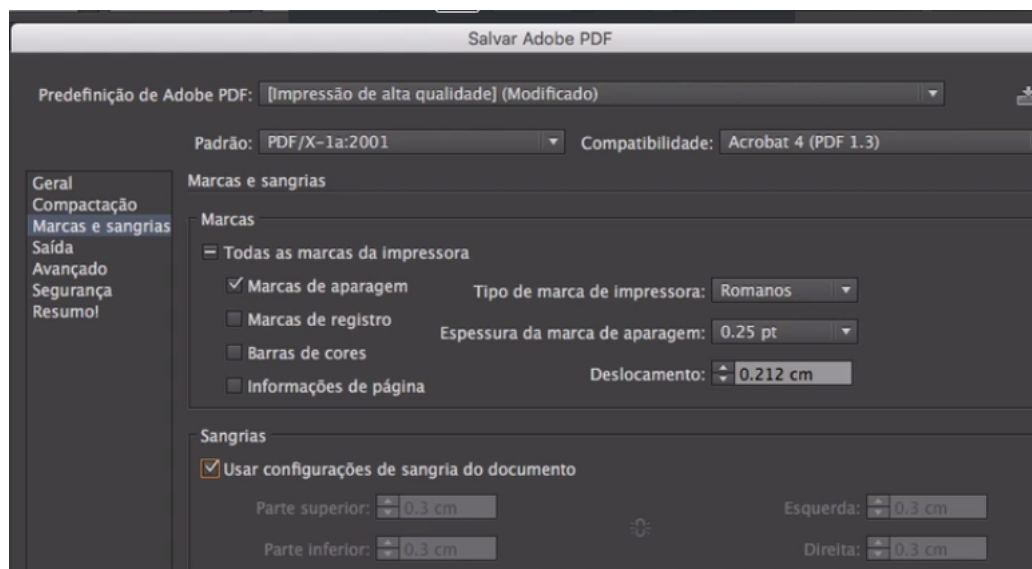 Salvar Adobe PDF
Predefinição de Adobe PDF: [Impressão de alta qualidade] (Modificado)
Padrão: PDF/X-1a:2001 Compatibilidade: Acrobat 4 (PDF 1.3)
Geral
Compactação
Marcas e sangrias
Saída
Avançado
Segurança
Resumo!
Marcas e sangrias
Marcas
Todas as marcas da impressora
Marcas de aparagem
Marcas de registro
Barras de cores
Informações de página
Tipo de marca de impressora: Romanos
Espessura da marca de aparagem: 0.25 pt
Deslocamento: 0.212 cm
Sangrias
Usar configurações de sangria do documento
Parte superior: 0.3 cm Esquerda: 0.3 cm
Parte inferior: 0.3 cm Direita: 0.3 cm